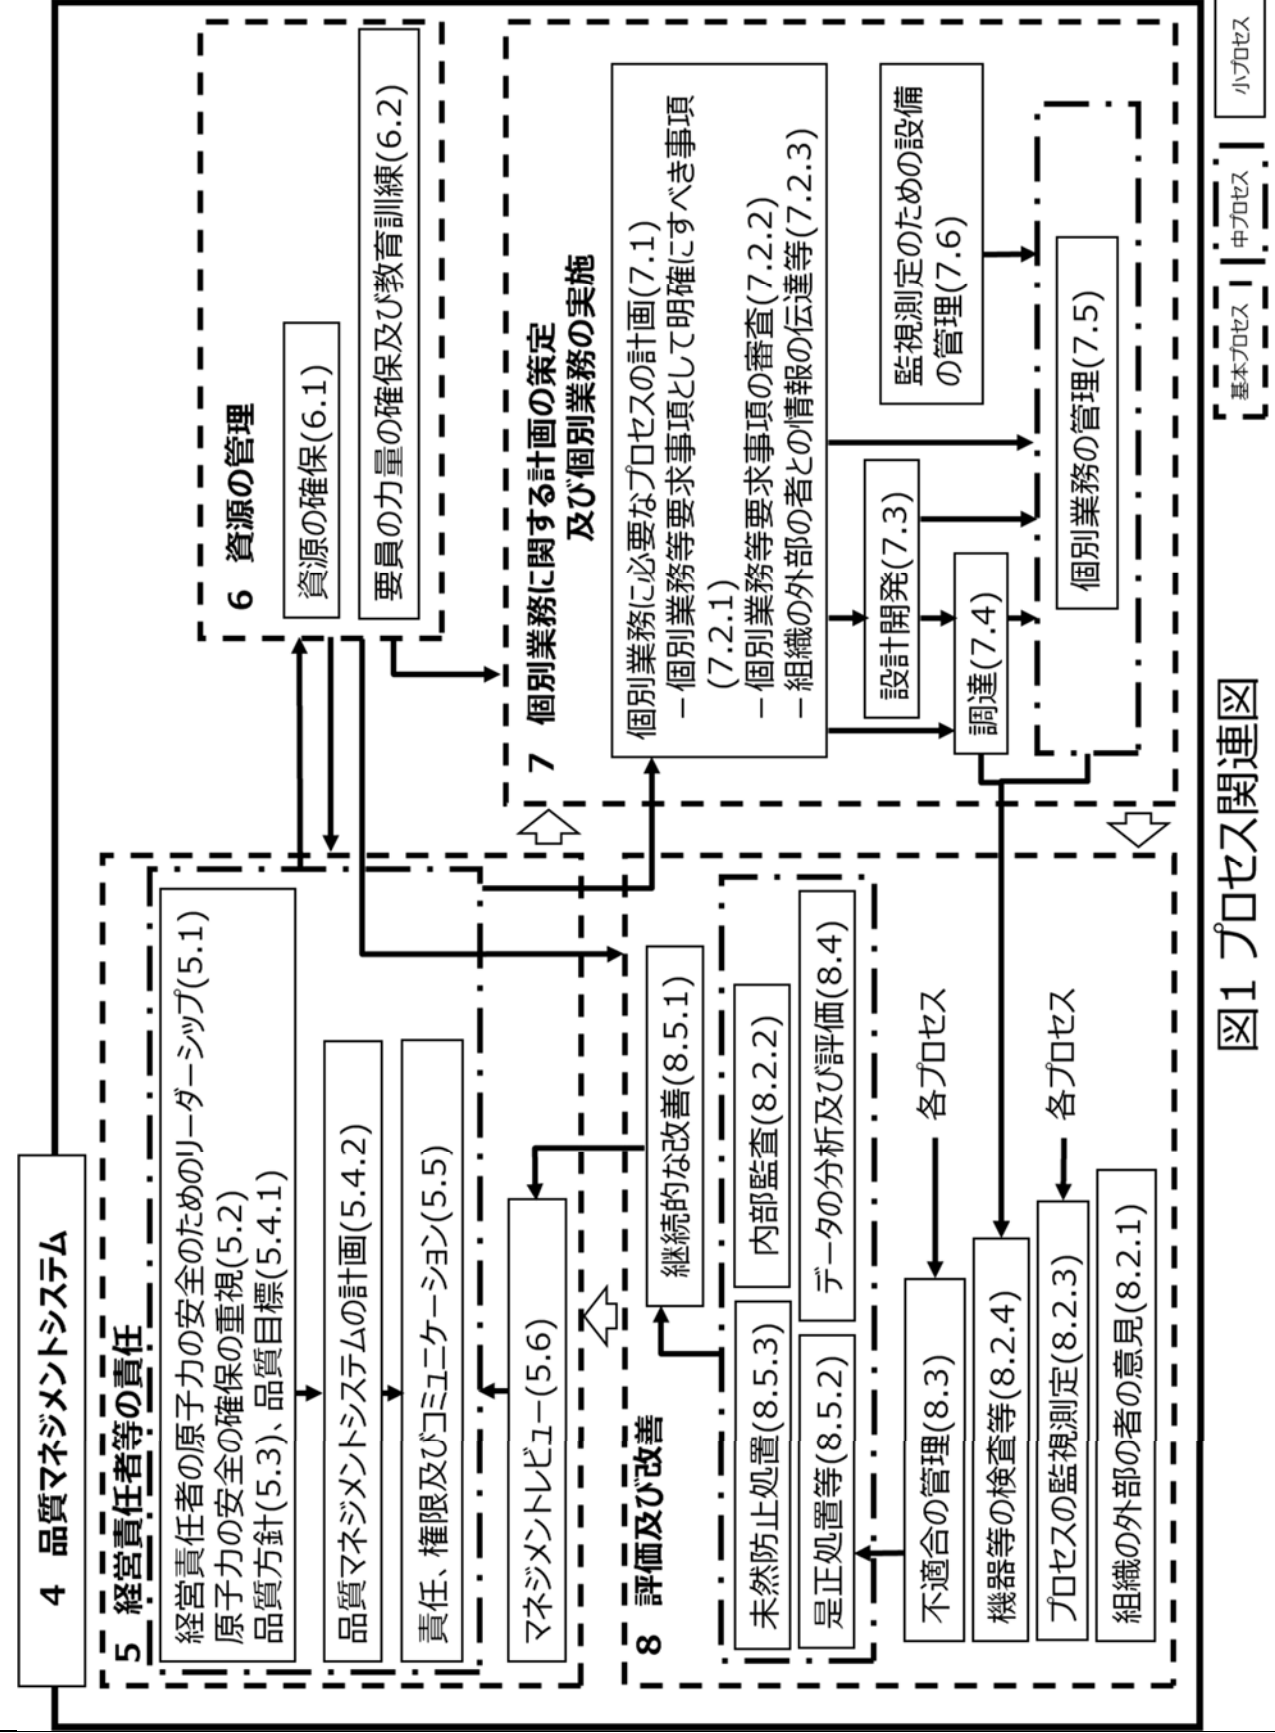 4 品質マネジメントシステム
5 経営責任者等の責任
経営責任者の原子力の安全のためのリーダーシップ(5.1)
原子力の安全の確保の重視(5.2)
品質方針(5.3)、品質目標(5.4.1)
品質マネジメントシステムの計画(5.4.2)
責任、権限及びコミュニケーション(5.5)
マネジメントレビュー(5.6)
6 資源の管理
資源の確保(6.1)
要員の力量の確保及び教育訓練(6.2)
7 個別業務に関する計画の策定
及び個別業務の実施
個別業務に必要なプロセスの計画(7.1)
－個別業務等要求事項として明確にすべき事項
(7.2.1)
－個別業務等要求事項の審査(7.2.2)
－組織の外部の者との情報の伝達等(7.2.3)
設計開発(7.3)
調達(7.4)
監視測定のための設備
の管理(7.6)
個別業務の管理(7.5)
8 評価及び改善
継続的な改善(8.5.1)
未然防止処置(8.5.3)
内部監査(8.2.2)
是正処置等(8.5.2)
データの分析及び評価(8.4)
不適合の管理(8.3)
各プロセス
機器等の検査等(8.2.4)
プロセスの監視測定(8.2.3)
各プロセス
組織の外部の者の意見(8.2.1)
図1 プロセス関連図
基本プロセス
中プロセス
小プロセス